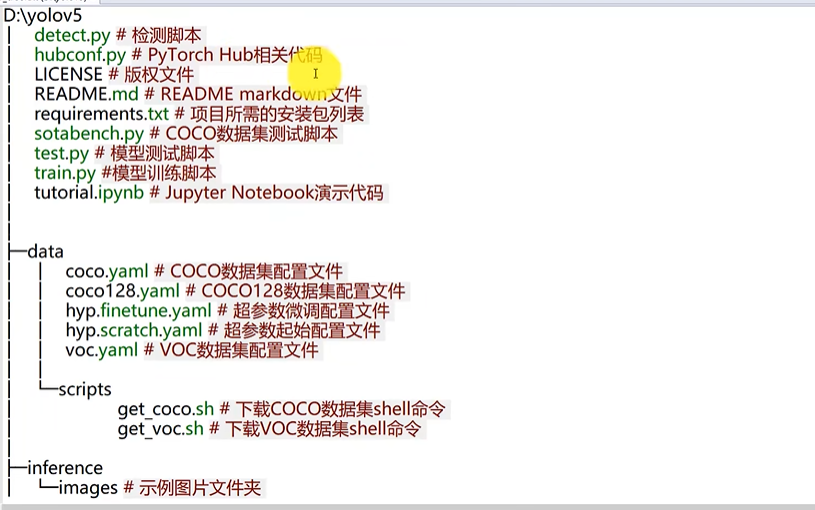 D:\yolov5
│ detect.py # 检测脚本
│ hubconf.py # PyTorch Hub相关代码
│ LICENSE # 版权文件
│ README.md # README markdown文件
│ requirements.txt # 项目所需的安装包列表
│ sotabench.py # COCO数据集测试脚本
│ test.py # 模型测试脚本
│ train.py #模型训练脚本
│ tutorial.ipynb # Jupyter Notebook演示代码
├─data
│ │ coco.yaml # COCO数据集配置文件
│ │ coco128.yaml # COCO128数据集配置文件
│ │ hyp.finetune.yaml # 超参数微调配置文件
│ │ hyp.scratch.yaml # 超参数起始配置文件
│ │ voc.yaml # VOC数据集配置文件
│ └─scripts
│ get_coco.sh # 下载COCO数据集shell命令
│ get_voc.sh # 下载VOC数据集shell命令
├─inference
│ └─images # 示例图片文件夹